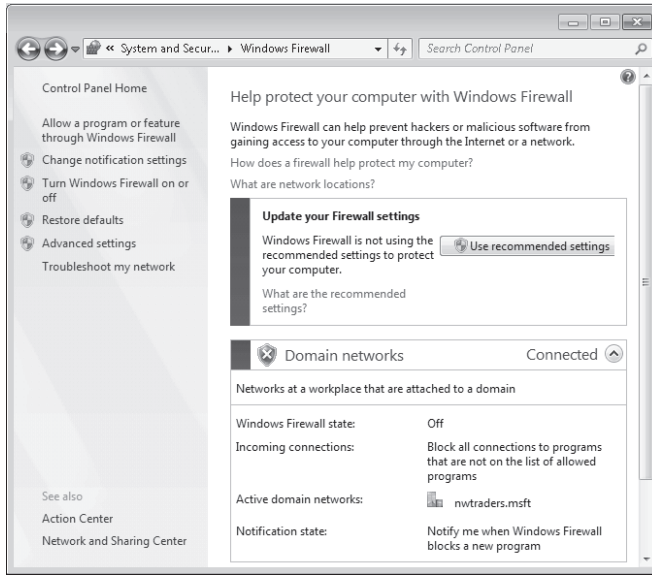 « System and Secur... ▸ Windows Firewall
Search Control Panel
Control Panel Home
Allow a program or feature
through Windows Firewall
Change notification settings
Turn Windows Firewall on or
off
Restore defaults
Advanced settings
Troubleshoot my network
See also
Action Center
Network and Sharing Center
Help protect your computer with Windows Firewall
Windows Firewall can help prevent hackers or malicious software from
gaining access to your computer through the Internet or a network.
How does a firewall help protect my computer?
What are network locations?
Update your Firewall settings
Windows Firewall is not using the
recommended settings to protect
your computer.
Use recommended settings
What are the recommended
settings?
Domain networks
Connected
Networks at a workplace that are attached to a domain
Windows Firewall state:
Off
Incoming connections:
Block all connections to programs
that are not on the list of allowed
programs
Active domain networks:
nwtraders.msft
Notification state:
Notify me when Windows Firewall
blocks a new program